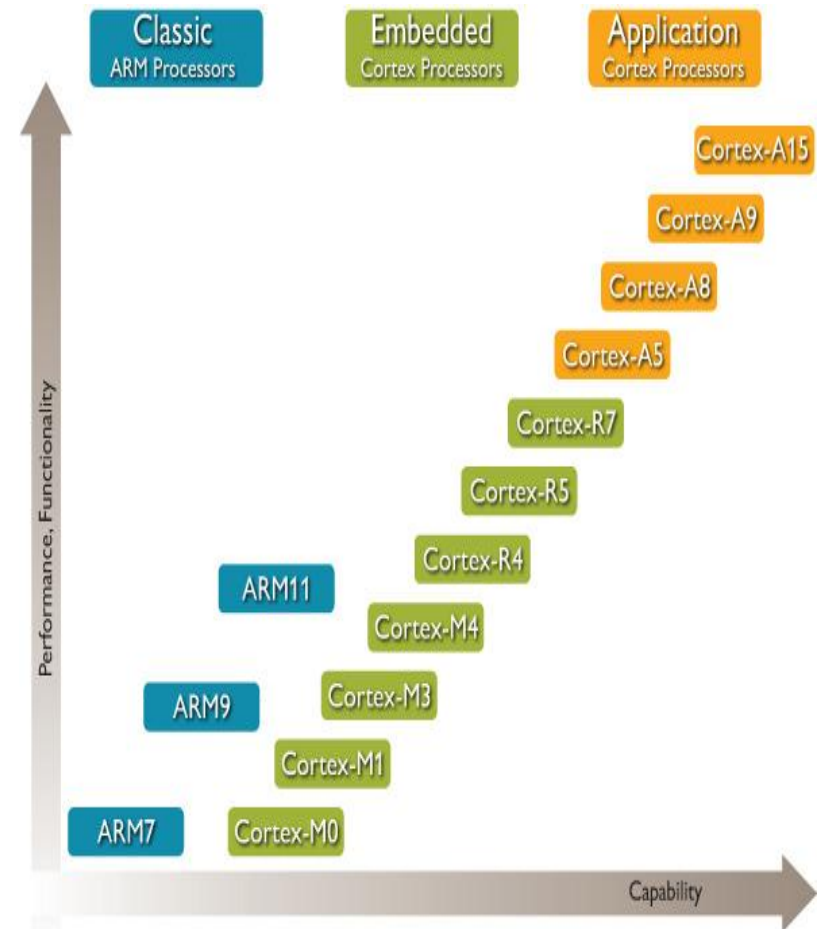 Classic
ARM Processors
Embedded
Cortex Processors
Application
Cortex Processors
Cortex-A15
Cortex-A9
Cortex-A8
Cortex-A5
Cortex-R7
Cortex-R5
Cortex-R4
ARM11
Cortex-M4
Cortex-M3
ARM9
Cortex-M1
ARM7
Cortex-M0
Performance, Functionality
Capability